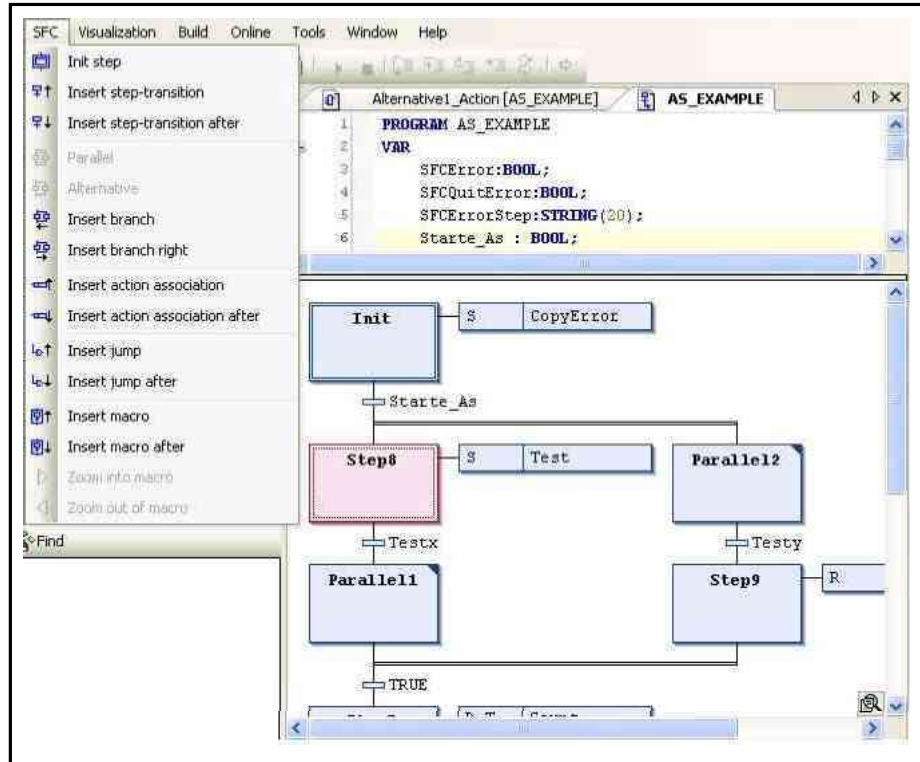 SFC Visualization Build Online Tools Window Help
Init step
Insert step-transition
Insert step-transition after
Parallel
Alternative
Insert branch
Insert branch right
Insert action association
Insert action association after
Insert jump
Insert jump after
Insert macro
Insert macro after
Zoom into macro
Zoom out of macro
Find
Alternative1_Action [AS_EXAMPLE] AS_EXAMPLE
1 PROGRAM AS_EXAMPLE
2 VAR
3 SFCError:BOOL;
4 SFCQuitError:BOOL;
5 SFCErrorStep:STRING(20);
6 Starte_As : BOOL;
Init S CopyError
Starte_As
Step8 S Test Parallel2
Testx Testy
Parallel1 Step9 R
TRUE